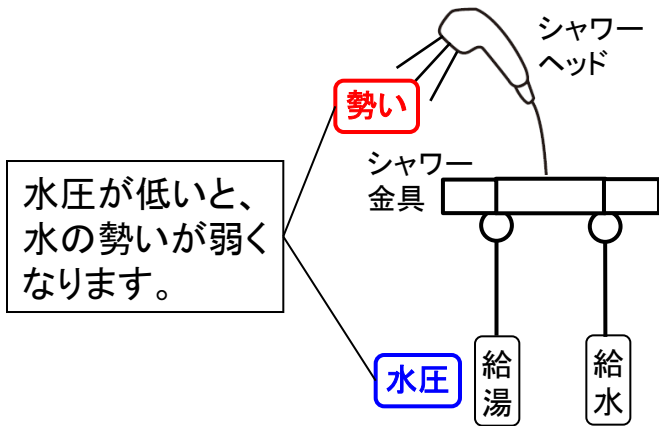 シャワー
ヘッド
勢い
シャワー
金具
水圧が低いと、
水の勢いが弱く
なります。
水圧
給湯
給水